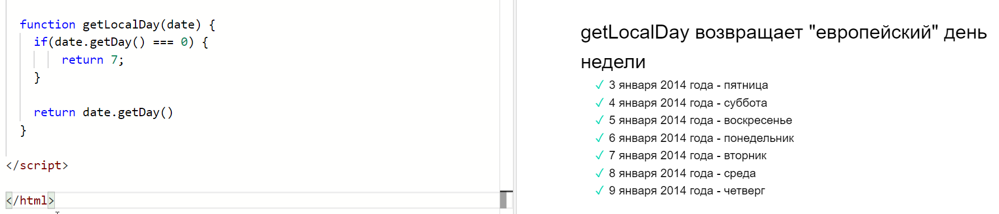 function getLocalDay(date) {
if(date.getDay() === 0) {
return 7;
}
return date.getDay()
}
</script>
</html>
getLocalDay возвращает "европейский" день
недели
✓ 3 января 2014 года - пятница
✓ 4 января 2014 года - суббота
✓ 5 января 2014 года - воскресенье
✓ 6 января 2014 года - понедельник
✓ 7 января 2014 года - вторник
✓ 8 января 2014 года - среда
✓ 9 января 2014 года - четверг